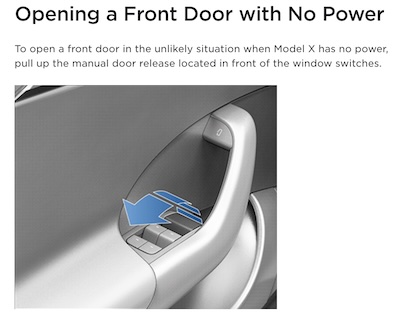 Opening a Front Door with No Power
To open a front door in the unlikely situation when Model X has no power,
pull up the manual door release located in front of the window switches.